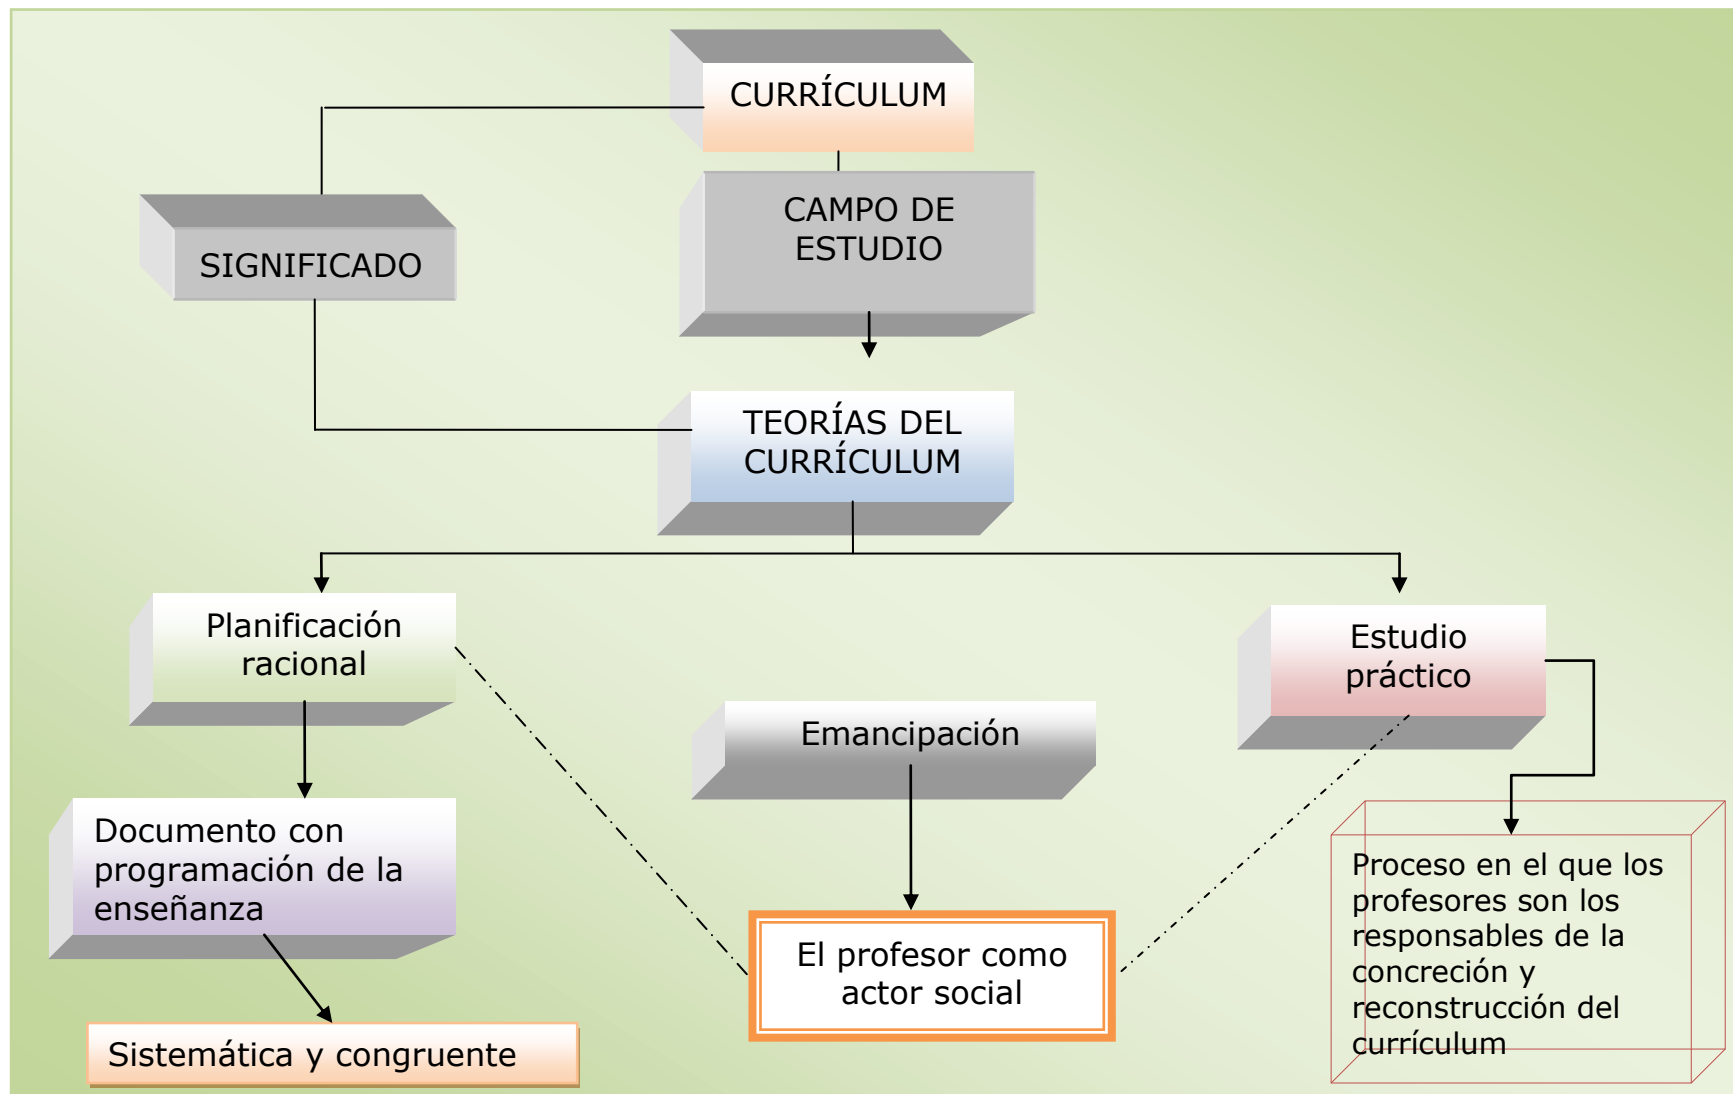 CURRÍCULUM
CAMPO DE
ESTUDIO
SIGNIFICADO
TEORÍAS DEL
CURRÍCULUM
Planificación
racional
Estudio
práctico
Emancipación
Documento con
programación de la
enseñanza
Proceso en el que los
profesores son los
responsables de la
concreción y
reconstrucción del
currículum
El profesor como
actor social
Sistemática y congruente